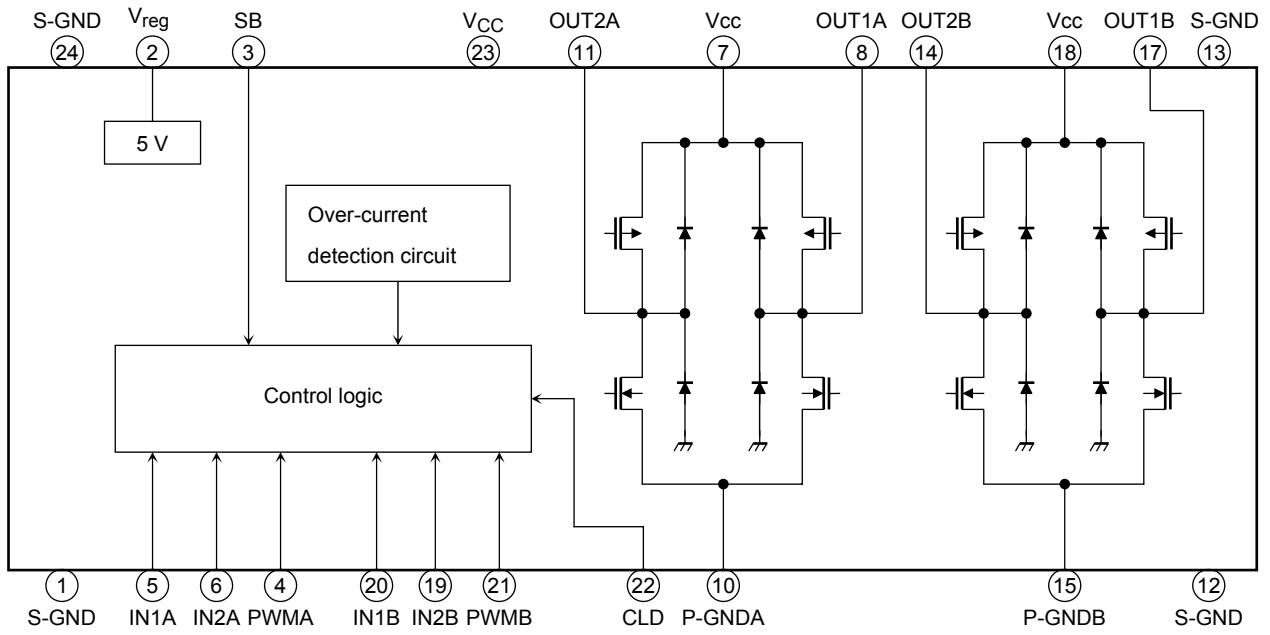 S-GND Vreg SB VCC OUT2A Vcc OUT1A OUT2B Vcc OUT1B S-GND
24 2 3 23 11 7 8 14 18 17 13
5 V
Over-current
detection circuit
Control logic
1 5 6 4 20 19 21 22 10 15 12
S-GND IN1A IN2A PWMA IN1B IN2B PWMB CLD P-GNDA P-GNDB S-GND